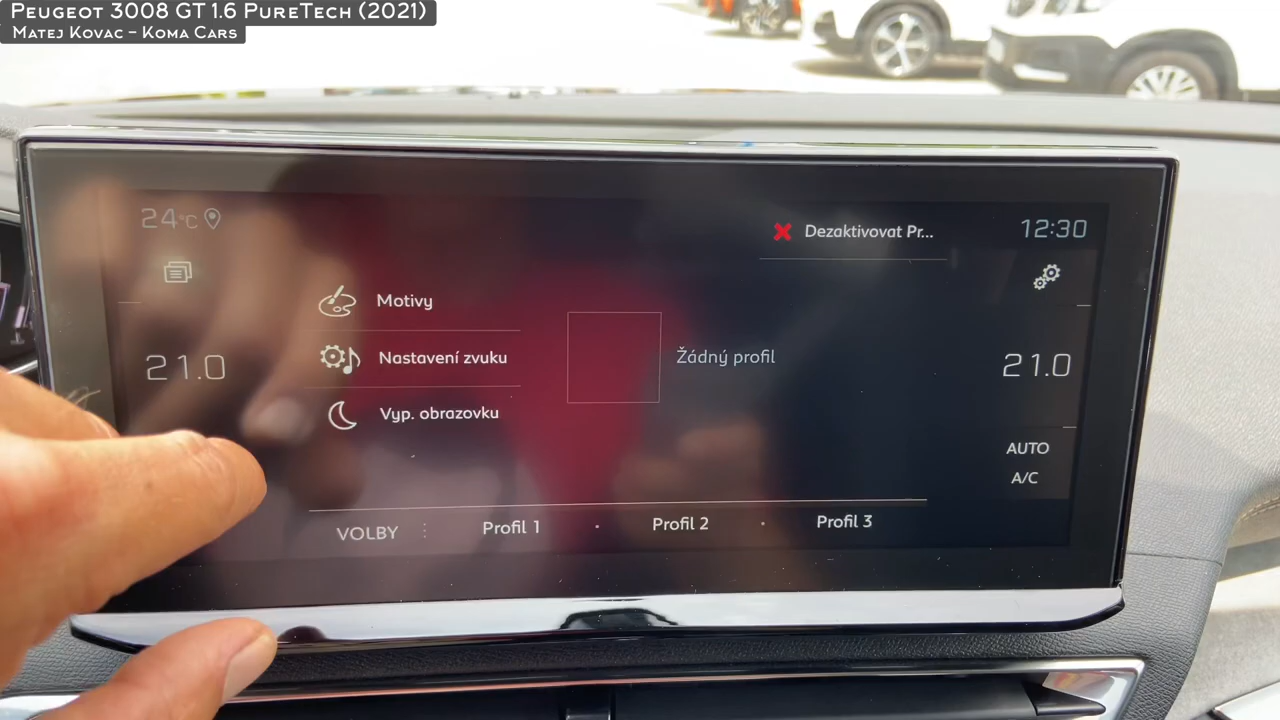 Peugeot 3008 GT 1.6 PureTech (2021)
Matej Kovac – Koma Cars
24°C
Dezaktivovat Pr...
12:30
Motivy
21.0
Nastavení zvuku
Žádný profil
21.0
Vyp. obrazovku
AUTO
A/C
VOLBY
Profil 1
Profil 2
Profil 3